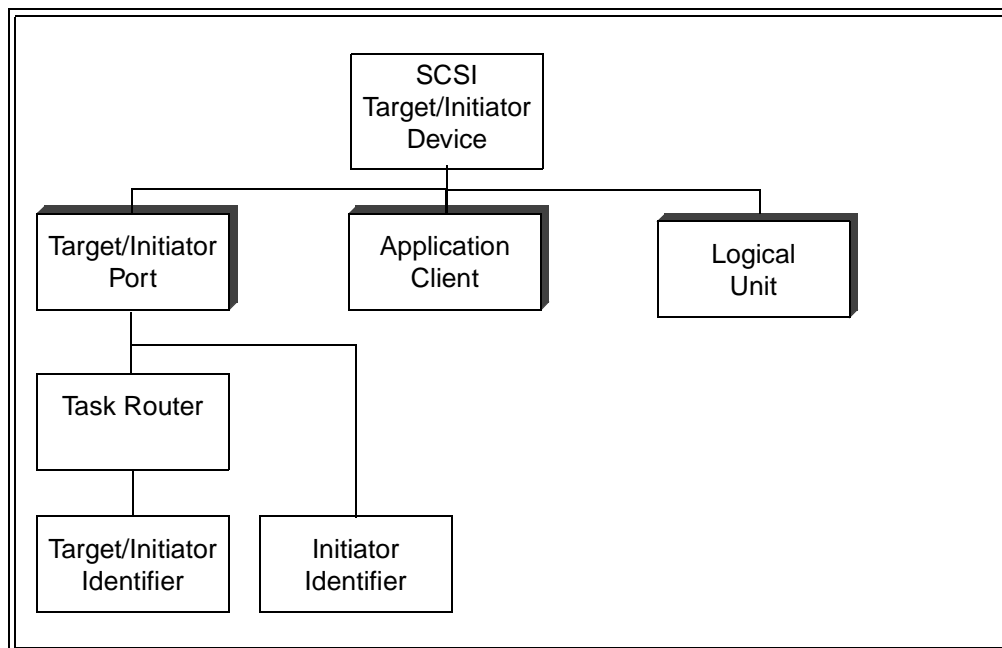 SCSI
Target/Initiator
Device
Target/Initiator
Port
Application
Client
Logical
Unit
Task Router
Target/Initiator
Identifier
Initiator
Identifier